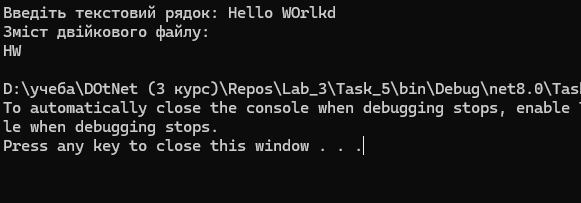 Введіть текстовий рядок: Hello WOrlkd
Зміст двійкового файлу:
HW
D:\учеба\DOtNet (3 курс)\Repos\Lab_3\Task_5\bin\Debug\net8.0\Tas
To automatically close the console when debugging stops, enable
le when debugging stops.
Press any key to close this window . . .